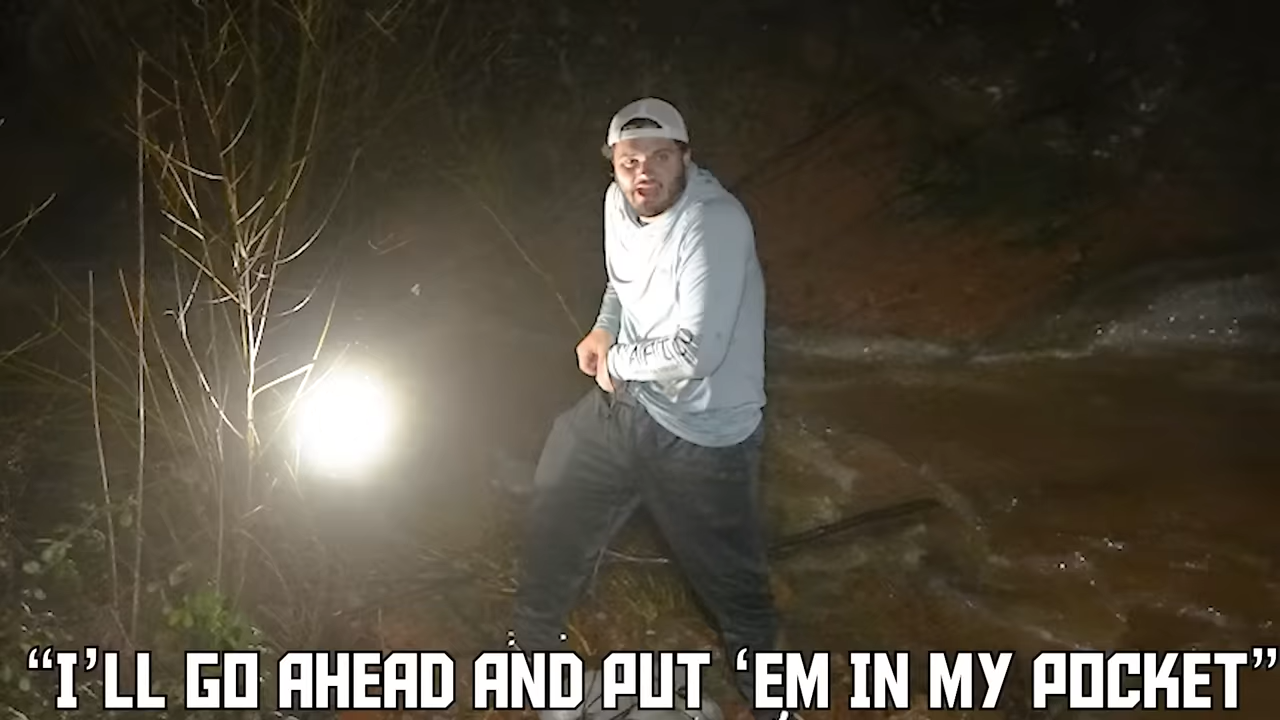 “I’LL GO AHEAD AND PUT ‘EM IN MY POCKET”